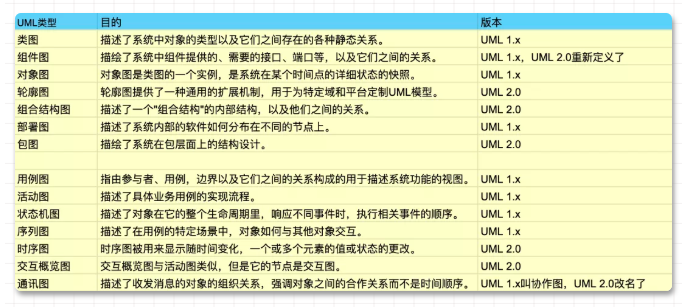 UML类型 目的 版本
类图 描述了系统中对象的类型以及它们之间存在的各种静态关系。 UML 1.x
组件图 描绘了系统中组件提供的、需要的接口、端口等，以及它们之间的关系。 UML 1.x，UML 2.0重新定义了
对象图 对象图是类图的一个实例，是系统在某个时间点的详细状态的快照。 UML 1.x
轮廓图 轮廓图提供了一种通用的扩展机制，用于为特定域和平台定制UML模型。 UML 2.0
组合结构图 描述了一个"组合结构"的内部结构，以及他们之间的关系。 UML 2.0
部署图 描述了系统内部的软件如何分布在不同的节点上。 UML 1.x
包图 描绘了系统在包层面上的结构设计。 UML 2.0
用例图 指由参与者、用例，边界以及它们之间的关系构成的用于描述系统功能的视图。 UML 1.x
活动图 描述了具体业务用例的实现流程。 UML 1.x
状态机图 描述了对象在它的整个生命周期里，响应不同事件时，执行相关事件的顺序。 UML 1.x
序列图 描述了在用例的特定场景中，对象如何与其他对象交互。 UML 1.x
时序图 时序图被用来显示随时间变化，一个或多个元素的值或状态的更改。 UML 2.0
交互概览图 交互概览图与活动图类似，但是它的节点是交互图。 UML 2.0
通讯图 描述了收发消息的对象的组织关系，强调对象之间的合作关系而不是时间顺序。 UML 1.x叫协作图，UML 2.0改名了